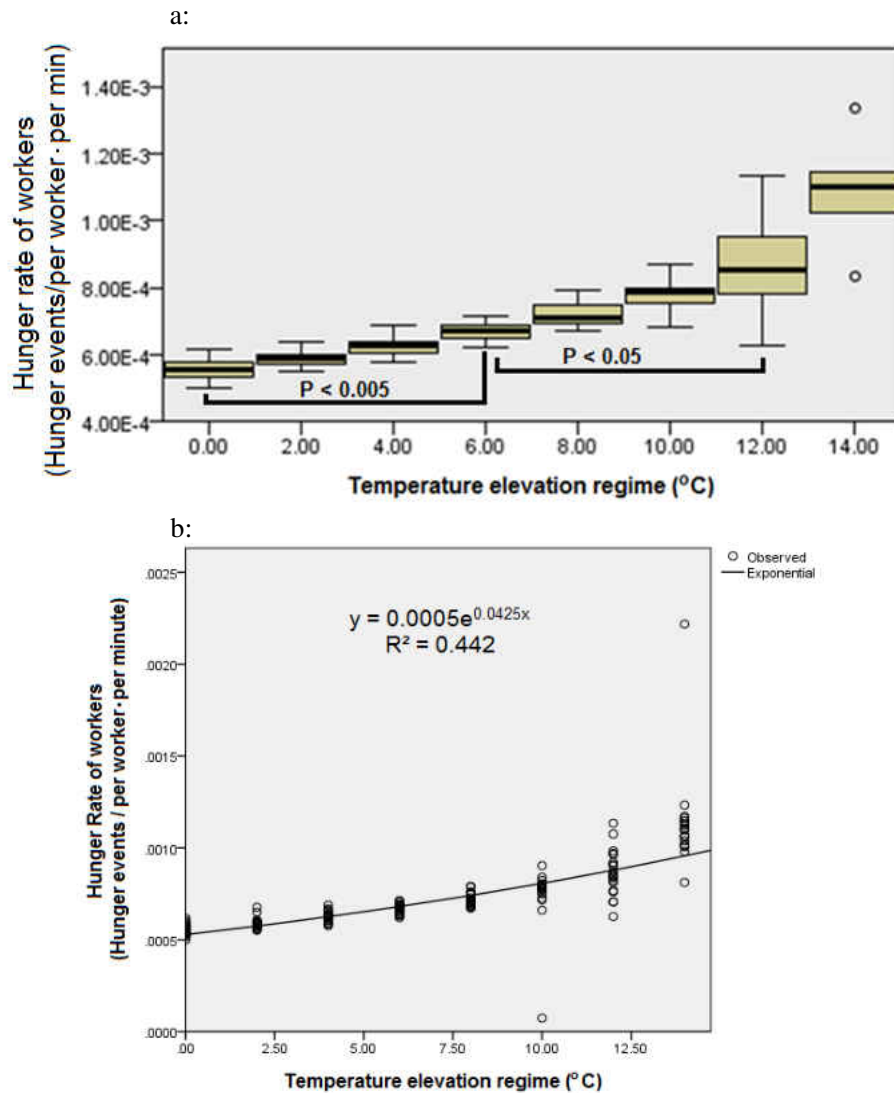 a:
Hunger rate of workers
(Hunger events/per worker· per min)
1.40E-3
1.20E-3
1.00E-3
8.00E-4
6.00E-4
4.00E-4
P < 0.005
P < 0.05
0.00 2.00 4.00 6.00 8.00 10.00 12.00 14.00
Temperature elevation regime (°C)
b:
Hunger Rate of workers
(Hunger events / per worker·per minute)
.0025
.0020
.0015
.0010
.0005
.0000
y = 0.0005e^0.0425x
R² = 0.442
Observed
Exponential
.00 2.50 5.00 7.50 10.00 12.50
Temperature elevation regime (°C)